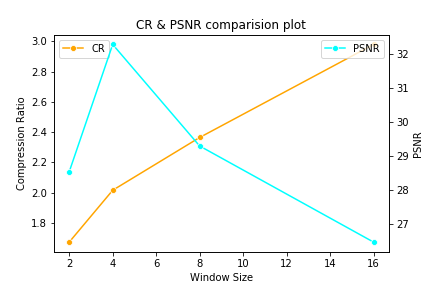 CR & PSNR comparision plot
CR
PSNR
3.0
2.8
2.6
2.4
2.2
2.0
1.8
Compression Ratio
32
31
30
29
28
27
PSNR
2 4 6 8 10 12 14 16
Window Size